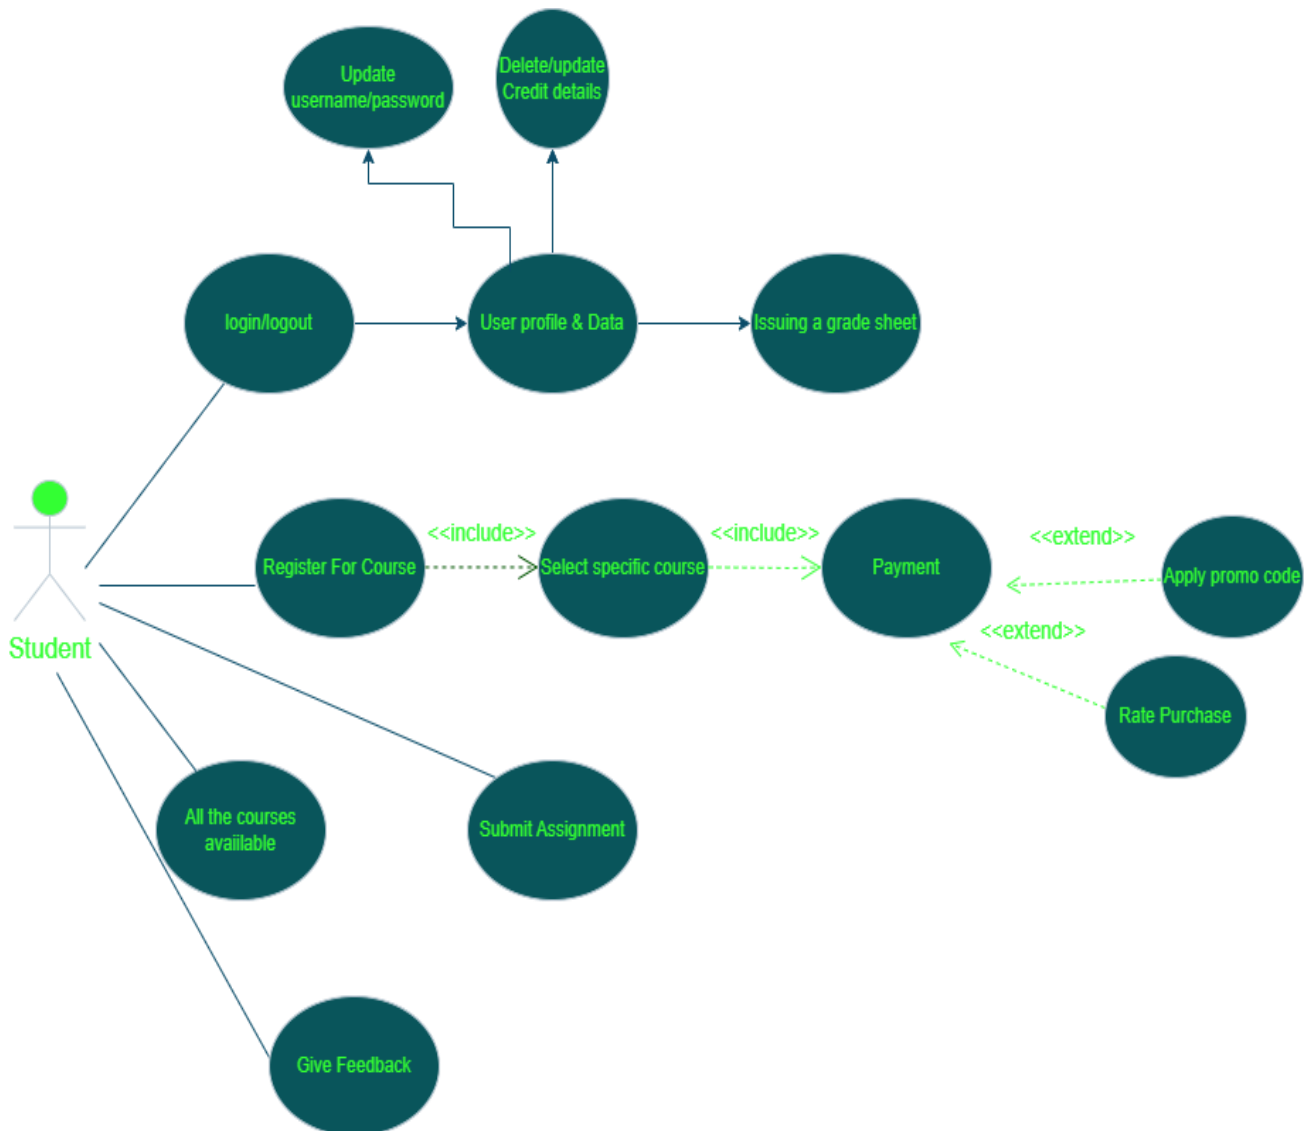 Update
username/password
Delete/update
Credit details
login/logout
User profile & Data
Issuing a grade sheet
Register For Course
<<include>>
Select specific course
<<include>>
Payment
<<extend>>
Apply promo code
<<extend>>
Rate Purchase
Student
All the courses
avaiilable
Submit Assignment
Give Feedback